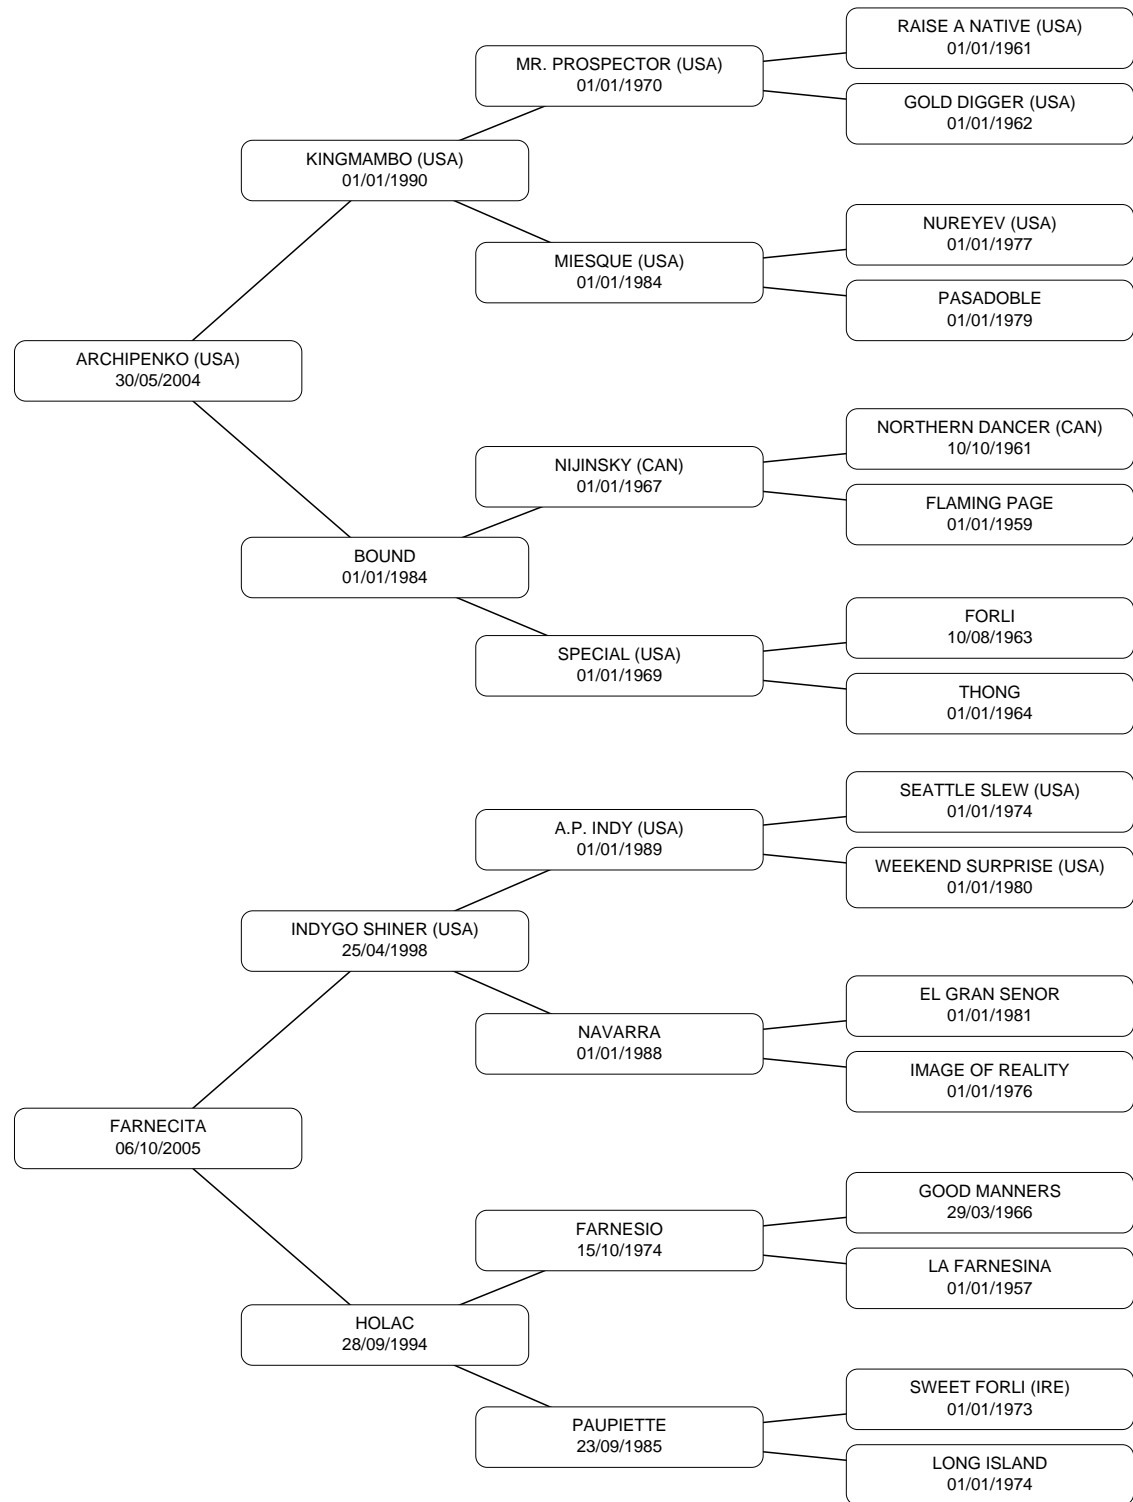 RAISE A NATIVE (USA)
01/01/1961
MR. PROSPECTOR (USA)
01/01/1970
GOLD DIGGER (USA)
01/01/1962
KINGMAMBO (USA)
01/01/1990
NUREYEV (USA)
01/01/1977
MIESQUE (USA)
01/01/1984
PASADOBLE
01/01/1979
ARCHIPENKO (USA)
30/05/2004
NORTHERN DANCER (CAN)
10/10/1961
NIJINSKY (CAN)
01/01/1967
FLAMING PAGE
01/01/1959
BOUND
01/01/1984
FORLI
10/08/1963
SPECIAL (USA)
01/01/1969
THONG
01/01/1964
SEATTLE SLEW (USA)
01/01/1974
A.P. INDY (USA)
01/01/1989
WEEKEND SURPRISE (USA)
01/01/1980
INDYGO SHINER (USA)
25/04/1998
EL GRAN SENOR
01/01/1981
NAVARRA
01/01/1988
IMAGE OF REALITY
01/01/1976
FARNECITA
06/10/2005
GOOD MANNERS
29/03/1966
FARNESIO
15/10/1974
LA FARNESINA
01/01/1957
HOLAC
28/09/1994
SWEET FORLI (IRE)
01/01/1973
PAUPIETTE
23/09/1985
LONG ISLAND
01/01/1974